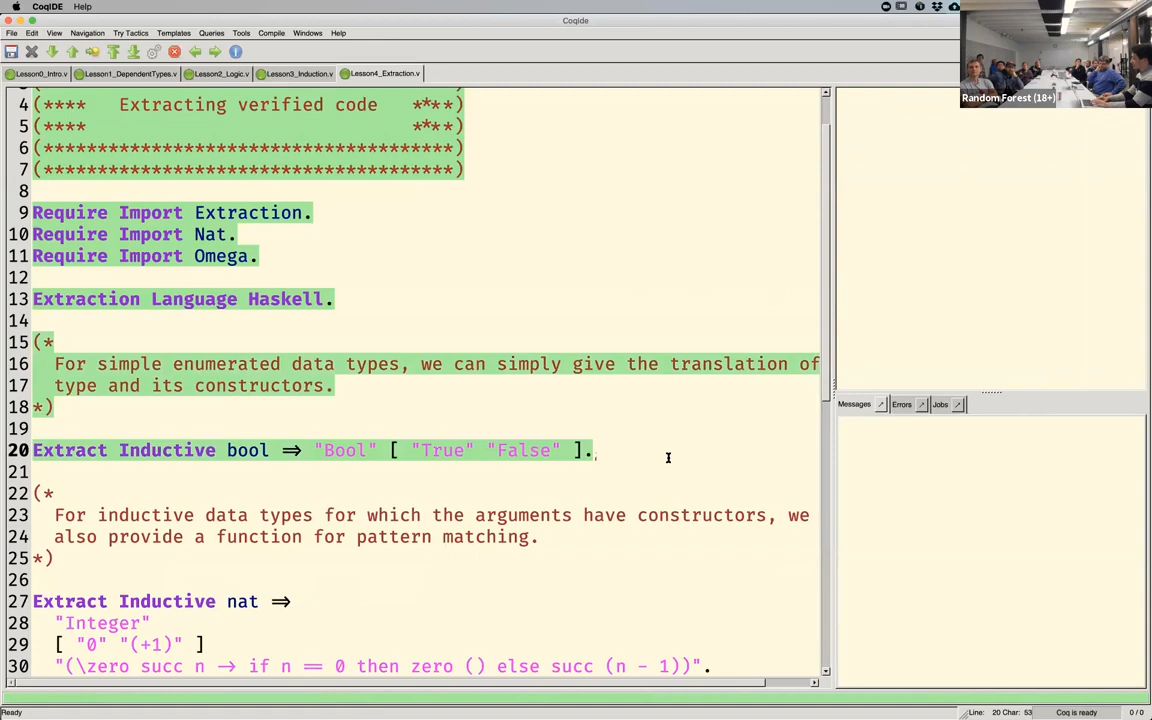 CoqIDE Help
CoqIde
File Edit View Navigation Try Tactics Templates Queries Tools Compile Windows Help
Lesson0_Intro.v Lesson1_DependentTypes.v Lesson2_Logic.v Lesson3_Induction.v Lesson4_Extraction.v
4 (**** Extracting verified code ****)
5 (**** ****)
6 (***************************************)
7 (***************************************)
8
9 Require Import Extraction.
10 Require Import Nat.
11 Require Import Omega.
12
13 Extraction Language Haskell.
14
15 (*
16 For simple enumerated data types, we can simply give the translation of
17 type and its constructors.
18 *)
19
20 Extract Inductive bool ⇒ "Bool" [ "True" "False" ].
21
22 (*
23 For inductive data types for which the arguments have constructors, we
24 also provide a function for pattern matching.
25 *)
26
27 Extract Inductive nat ⇒
28 "Integer"
29 [ "0" "(+1)" ]
30 "(\zero succ n → if n == 0 then zero () else succ (n - 1))".
Messages Errors Jobs
Random Forest (18+)
Ready Line: 20 Char: 53 Coq is ready 0 / 0